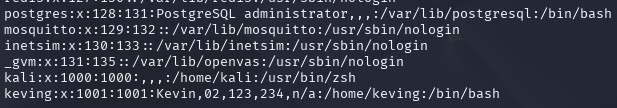 postgres:x:128:131:PostgreSQL administrator,,,:/var/lib/postgresql:/bin/bash
mosquitto:x:129:132::/var/lib/mosquitto:/usr/sbin/nologin
inetsim:x:130:133::/var/lib/inetsim:/usr/sbin/nologin
_gvm:x:131:135::/var/lib/openvas:/usr/sbin/nologin
kali:x:1000:1000:,,,:/home/kali:/usr/bin/zsh
keving:x:1001:1001:Kevin,02,123,234,n/a:/home/keving:/bin/bash